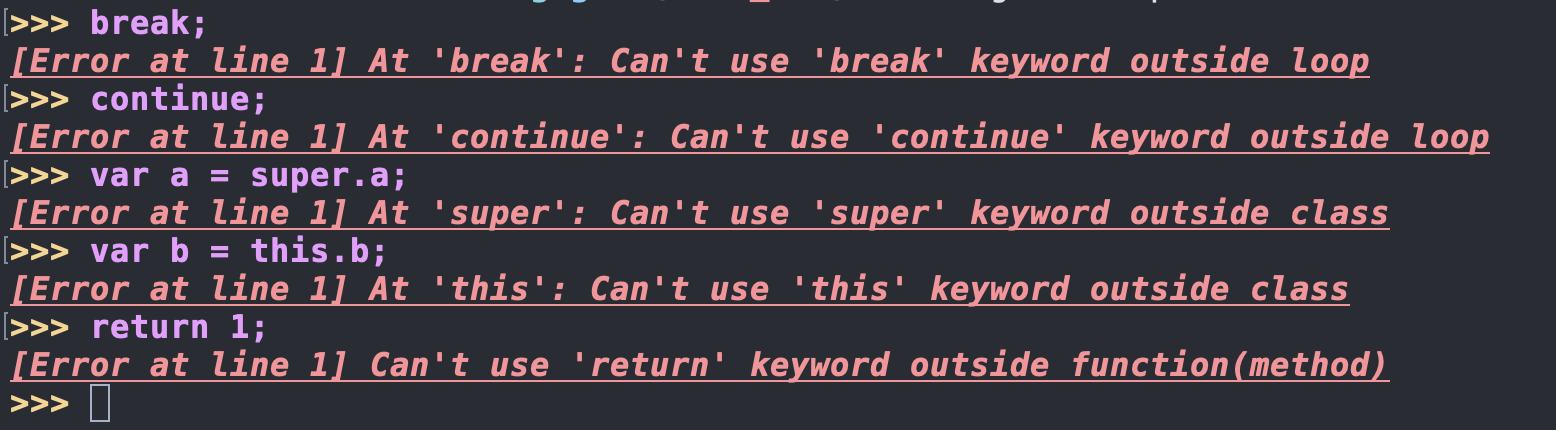 >>> break;
[Error at line 1] At 'break': Can't use 'break' keyword outside loop
>>> continue;
[Error at line 1] At 'continue': Can't use 'continue' keyword outside loop
>>> var a = super.a;
[Error at line 1] At 'super': Can't use 'super' keyword outside class
>>> var b = this.b;
[Error at line 1] At 'this': Can't use 'this' keyword outside class
>>> return 1;
[Error at line 1] Can't use 'return' keyword outside function(method)
>>>